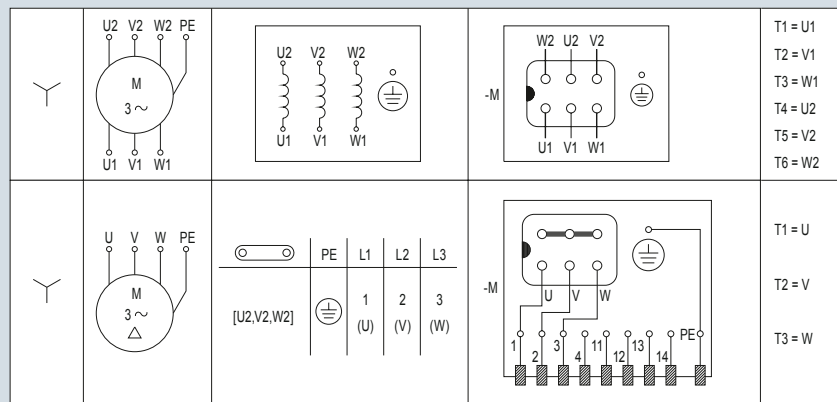 U2 V2 W2 PE
M
3 ~
U1 V1 W1
U2 V2 W2
U1 V1 W1
W2 U2 V2
-M
U1 V1 W1
T1 = U1
T2 = V1
T3 = W1
T4 = U2
T5 = V2
T6 = W2
U V W PE
M
3 ~
PE L1 L2 L3
[U2,V2,W2] 1 2 3
(U) (V) (W)
-M
U V W
1 2 3 4 11 12 13 14 PE
T1 = U
T2 = V
T3 = W